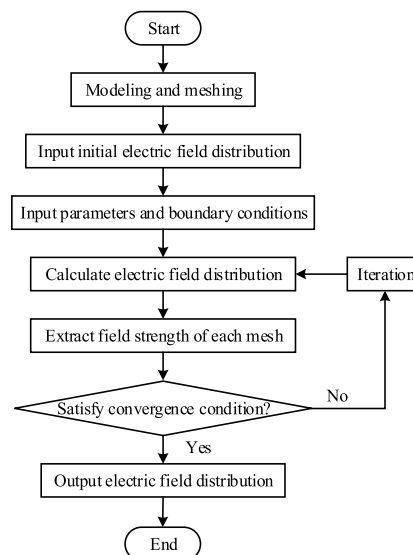 Start
Modeling and meshing
Input initial electric field distribution
Input parameters and boundary conditions
Calculate electric field distribution
Iteration
Extract field strength of each mesh
Satisfy convergence condition?
No
Yes
Output electric field distribution
End